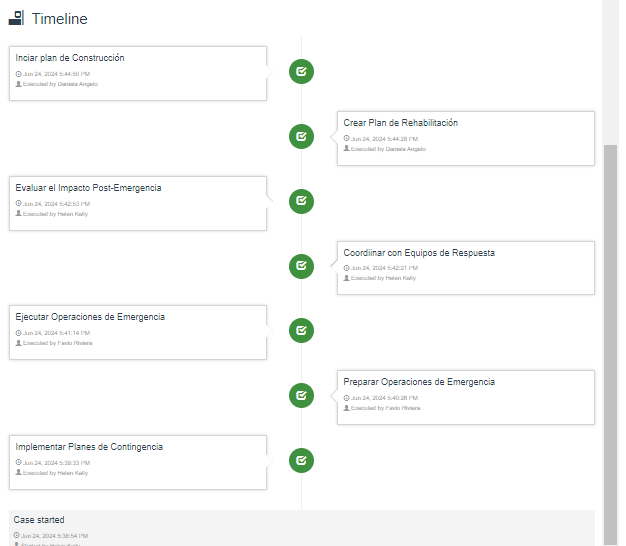 Timeline
Inciar plan de Construcción
Jun 24, 2024 5:44:50 PM
Executed by Daniela Angelo
Crear Plan de Rehabilitación
Jun 24, 2024 5:44:28 PM
Executed by Daniela Angelo
Evaluar el Impacto Post-Emergencia
Jun 24, 2024 5:42:53 PM
Executed by Helen Kelly
Coordiinar con Equipos de Respuesta
Jun 24, 2024 5:42:21 PM
Executed by Helen Kelly
Ejecutar Operaciones de Emergencia
Jun 24, 2024 5:41:14 PM
Executed by Favio Riviera
Preparar Operaciones de Emergencia
Jun 24, 2024 5:40:26 PM
Executed by Favio Riviera
Implementar Planes de Contingencia
Jun 24, 2024 5:39:33 PM
Executed by Helen Kelly
Case started
Jun 24, 2024 5:36:54 PM
Started by Helen Kelly